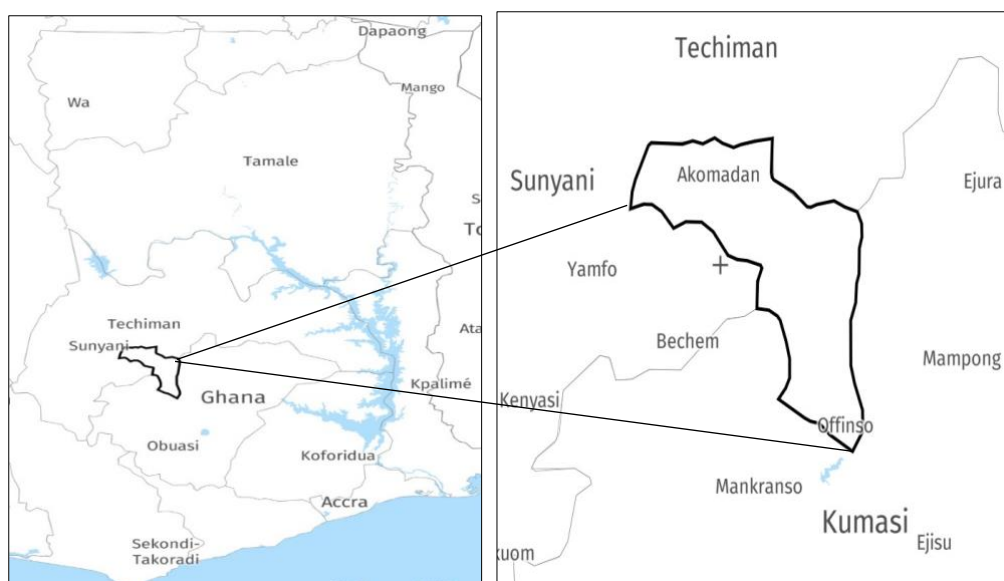 Dapaong
Wa
Mango
Tamale
Techiman
Sunyani
Kpalimé
Ghana
Obuasi
Koforidua
Accra
Sekondi-
Takoradi
Techiman
Akomadan
Sunyani
Ejura
Yamfo
Bechem
Mampong
Kenyasi
Offinso
Mankranso
Kumasi
Ejisu